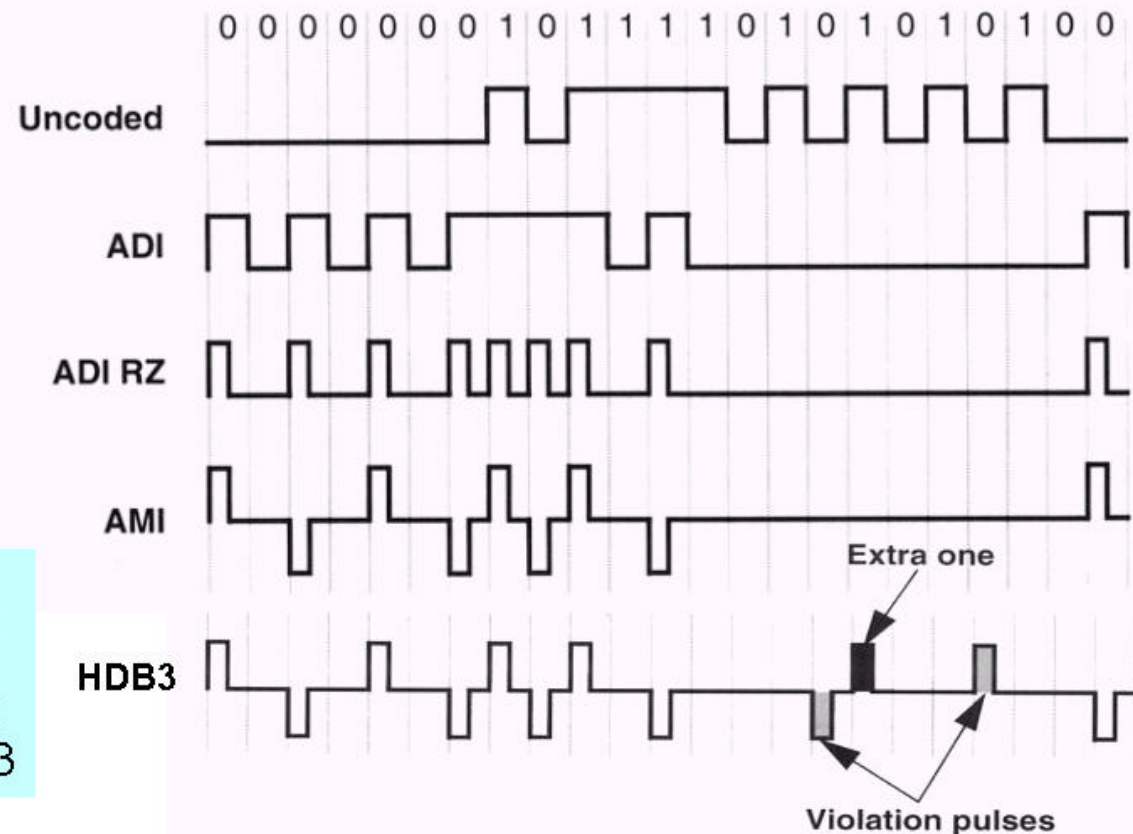 0 0 0 0 0 0 0 1 0 1 1 1 1 0 1 0 1 0 1 0 1 0 0
Uncoded
ADI
ADI RZ
AMI
Extra one
HDB3
3
Violation pulses